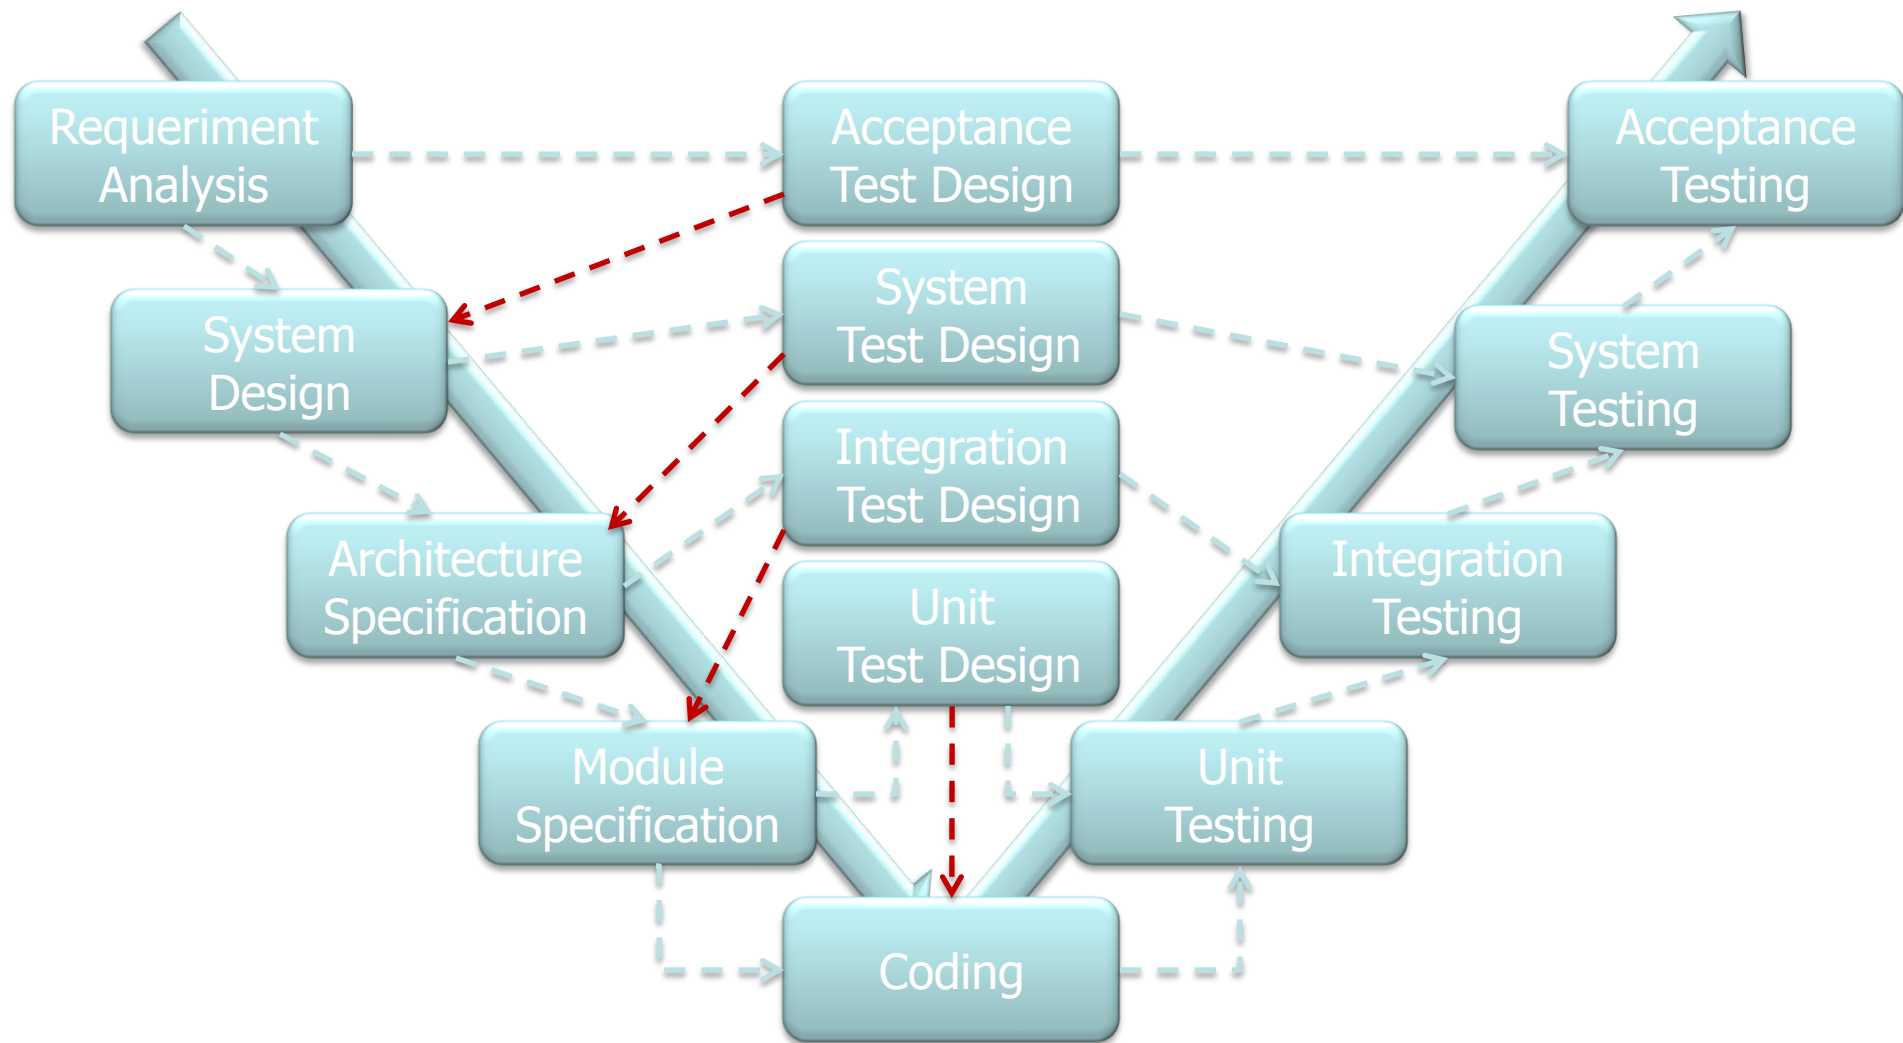 Requeriment
Analysis
Acceptance
Test Design
Acceptance
Testing
System
Design
System
Test Design
System
Testing
Architecture
Specification
Integration
Test Design
Integration
Testing
Module
Specification
Unit
Test Design
Unit
Testing
Coding